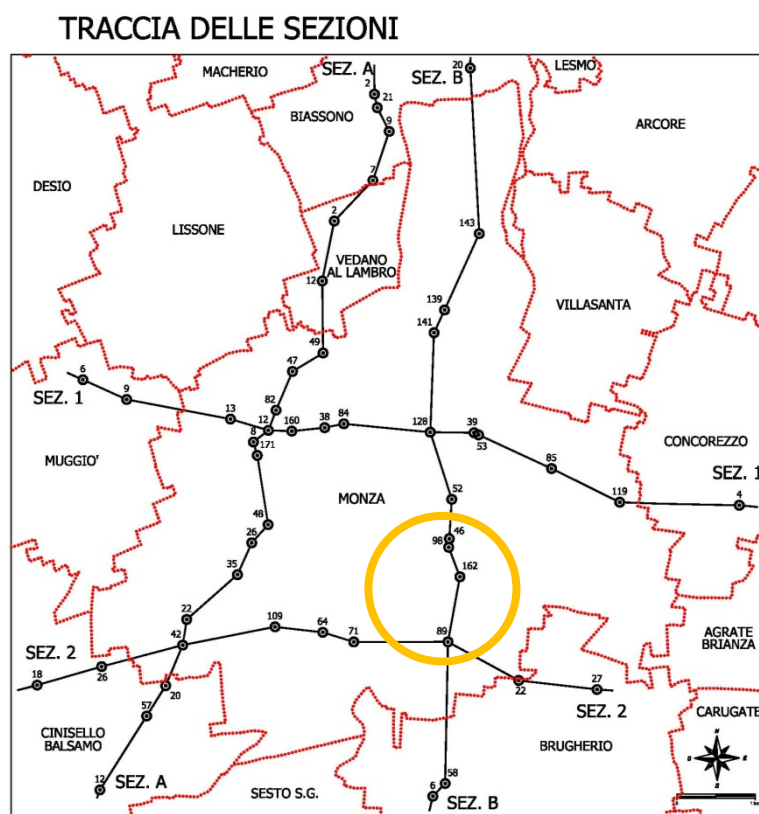 TRACCIA DELLE SEZIONI
MACHERIO
SEZ. A
2
20
SEZ. B
LESMO
21
BIASSONO
9
ARCORE
DESIO
7
LISSONE
2
143
VEDANO
AL LAMBRO
12
139
VILLASANTA
141
49
6
47
SEZ. 1
9
82
13
12
160
38
84
128
39
53
8
171
CONCOREZZO
MUGGIO'
85
SEZ. 1
119
4
52
MONZA
48
46
26
98
35
162
22
109
64
71
89
42
AGRATE
BRIANZA
SEZ. 2
26
18
22
27
20
SEZ. 2
57
CARUGATE
CINISELLO
BALSAMO
BRUGHERIO
N
O
E
S
12
SEZ. A
SESTO S.G.
58
6
SEZ. B
0